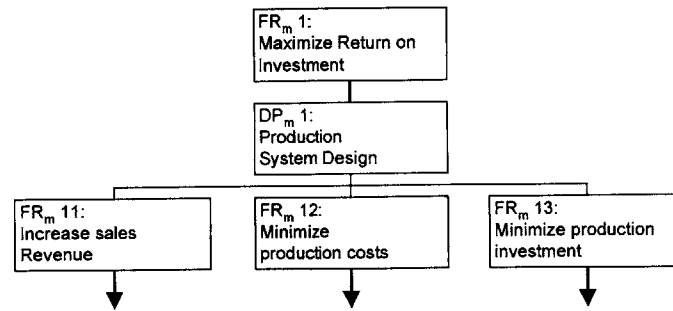 FRm 1:
Maximize Return on
Investment
DPm 1:
Production
System Design
FRm 11:
Increase sales
Revenue
FRm 12:
Minimize
production costs
FRm 13:
Minimize production
investment